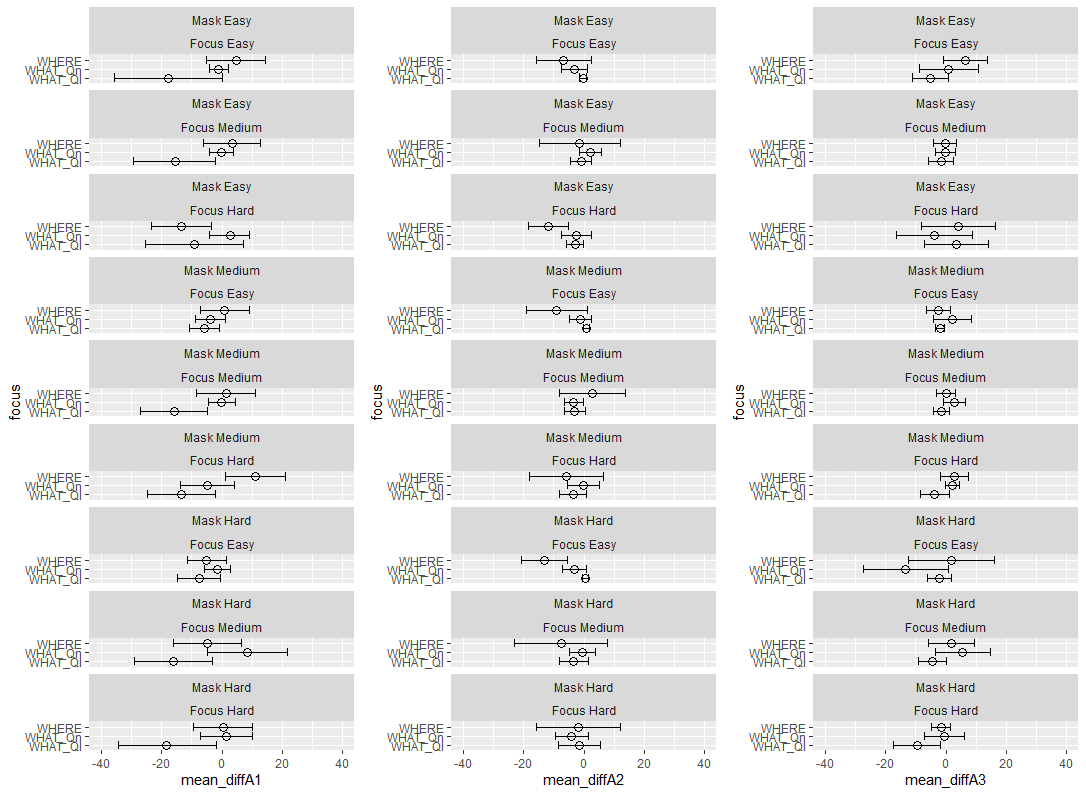 Mask Easy
Focus Easy
WHERE
WHAT_Qn
WHAT_Ql
Mask Easy
Focus Medium
WHERE
WHAT_Qn
WHAT_Ql
Mask Easy
Focus Hard
WHERE
WHAT_Qn
WHAT_Ql
Mask Medium
Focus Easy
WHERE
WHAT_Qn
WHAT_Ql
Mask Medium
Focus Medium
WHERE
WHAT_Qn
WHAT_Ql
Mask Medium
Focus Hard
WHERE
WHAT_Qn
WHAT_Ql
Mask Hard
Focus Easy
WHERE
WHAT_Qn
WHAT_Ql
Mask Hard
Focus Medium
WHERE
WHAT_Qn
WHAT_Ql
Mask Hard
Focus Hard
WHERE
WHAT_Qn
WHAT_Ql
focus
-40 -20 0 20 40
mean_diffA1
Mask Easy
Focus Easy
WHERE
WHAT_Qn
WHAT_Ql
Mask Easy
Focus Medium
WHERE
WHAT_Qn
WHAT_Ql
Mask Easy
Focus Hard
WHERE
WHAT_Qn
WHAT_Ql
Mask Medium
Focus Easy
WHERE
WHAT_Qn
WHAT_Ql
Mask Medium
Focus Medium
WHERE
WHAT_Qn
WHAT_Ql
Mask Medium
Focus Hard
WHERE
WHAT_Qn
WHAT_Ql
Mask Hard
Focus Easy
WHERE
WHAT_Qn
WHAT_Ql
Mask Hard
Focus Medium
WHERE
WHAT_Qn
WHAT_Ql
Mask Hard
Focus Hard
WHERE
WHAT_Qn
WHAT_Ql
focus
-40 -20 0 20 40
mean_diffA2
Mask Easy
Focus Easy
WHERE
WHAT_Qn
WHAT_Ql
Mask Easy
Focus Medium
WHERE
WHAT_Qn
WHAT_Ql
Mask Easy
Focus Hard
WHERE
WHAT_Qn
WHAT_Ql
Mask Medium
Focus Easy
WHERE
WHAT_Qn
WHAT_Ql
Mask Medium
Focus Medium
WHERE
WHAT_Qn
WHAT_Ql
Mask Medium
Focus Hard
WHERE
WHAT_Qn
WHAT_Ql
Mask Hard
Focus Easy
WHERE
WHAT_Qn
WHAT_Ql
Mask Hard
Focus Medium
WHERE
WHAT_Qn
WHAT_Ql
Mask Hard
Focus Hard
WHERE
WHAT_Qn
WHAT_Ql
focus
-40 -20 0 20 40
mean_diffA3